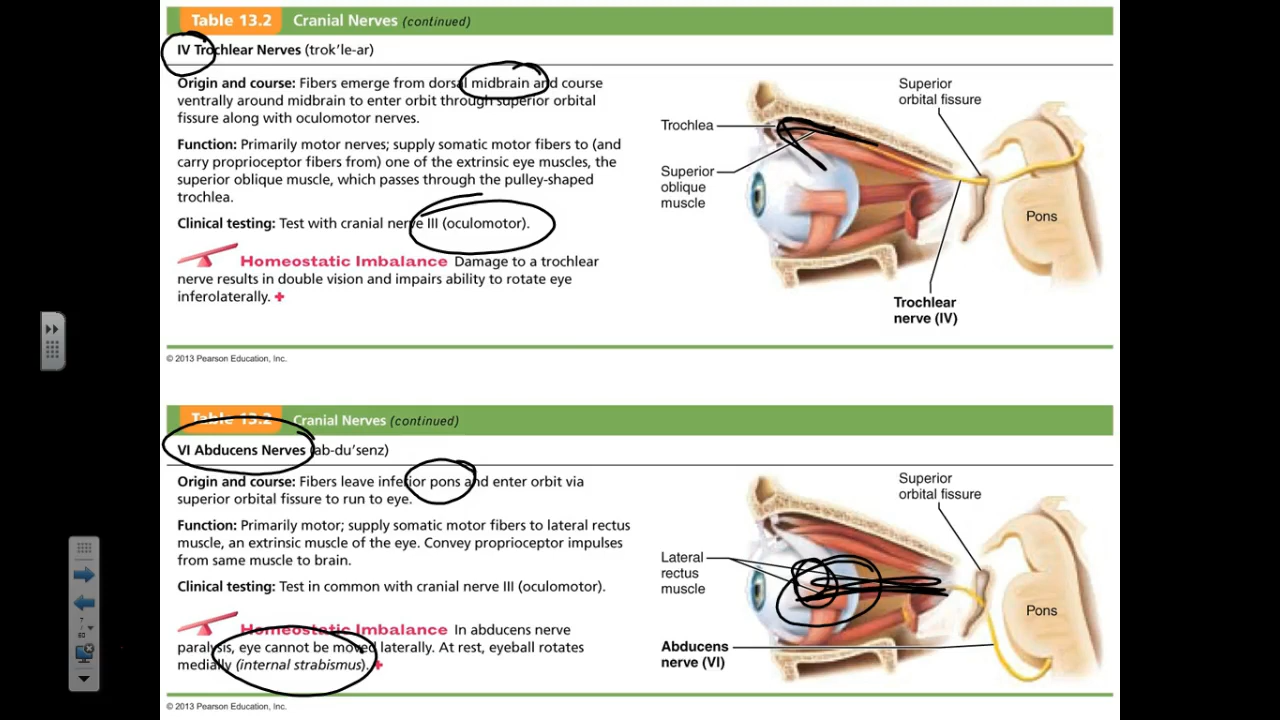 Table 13.2 Cranial Nerves (continued)
IV Trochlear Nerves (trok′le-ar)
Origin and course: Fibers emerge from dorsal midbrain and course
ventrally around midbrain to enter orbit through superior orbital
fissure along with oculomotor nerves.
Function: Primarily motor nerves; supply somatic motor fibers to (and
carry proprioceptor fibers from) one of the extrinsic eye muscles, the
superior oblique muscle, which passes through the pulley-shaped
trochlea.
Clinical testing: Test with cranial nerve III (oculomotor).
Homeostatic Imbalance Damage to a trochlear
nerve results in double vision and impairs ability to rotate eye
inferolaterally.
Superior
orbital fissure
Trochlea
Superior
oblique
muscle
Pons
Trochlear
nerve (IV)
© 2013 Pearson Education, Inc.
Table 13.2 Cranial Nerves (continued)
VI Abducens Nerves (ab-du′senz)
Origin and course: Fibers leave inferior pons and enter orbit via
superior orbital fissure to run to eye.
Function: Primarily motor; supply somatic motor fibers to lateral rectus
muscle, an extrinsic muscle of the eye. Convey proprioceptor impulses
from same muscle to brain.
Clinical testing: Test in common with cranial nerve III (oculomotor).
Homeostatic Imbalance In abducens nerve
paralysis, eye cannot be moved laterally. At rest, eyeball rotates
medially (internal strabismus).
Superior
orbital fissure
Lateral
rectus
muscle
Pons
Abducens
nerve (VI)
© 2013 Pearson Education, Inc.
7
/
60